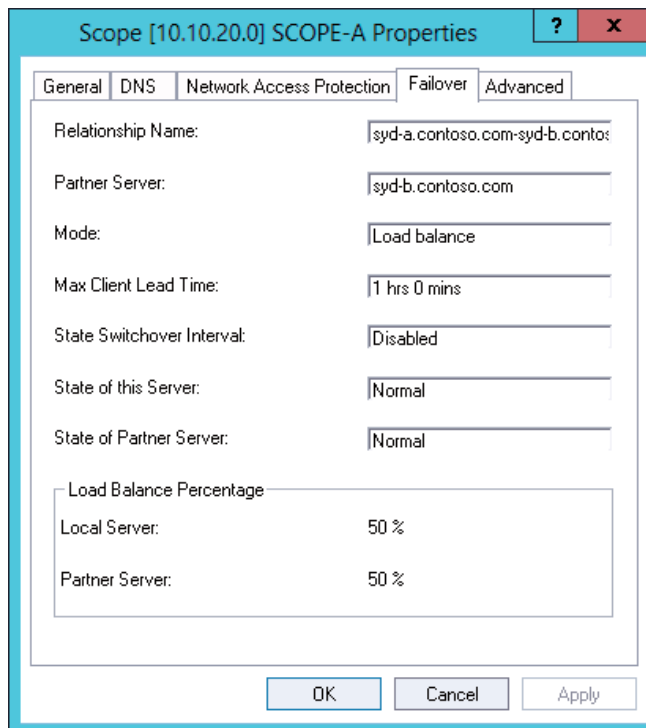 Scope [10.10.20.0] SCOPE-A Properties
? x
General DNS Network Access Protection Failover Advanced
Relationship Name: syd-a.contoso.com-syd-b.contos
Partner Server: syd-b.contoso.com
Mode: Load balance
Max Client Lead Time: 1 hrs 0 mins
State Switchover Interval: Disabled
State of this Server: Normal
State of Partner Server: Normal
Load Balance Percentage
Local Server: 50 %
Partner Server: 50 %
OK Cancel Apply